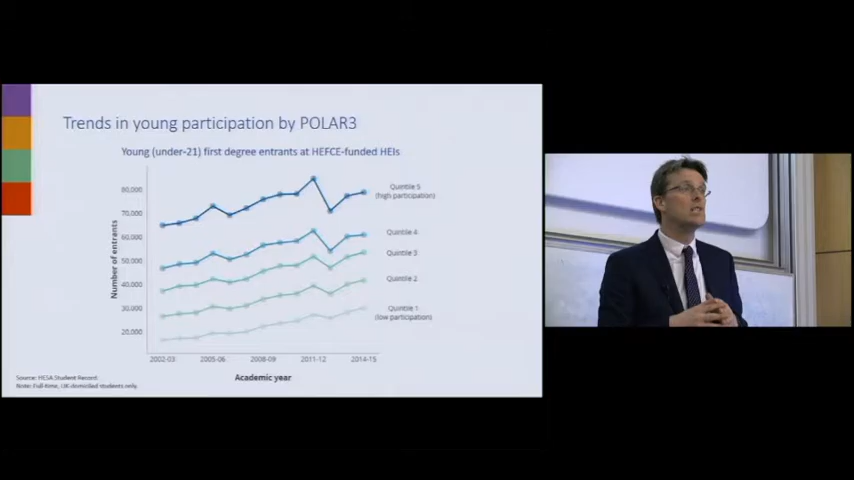 Trends in young participation by POLAR3
Young (under-21) first degree entrants at HEFCE-funded HEIs
Number of entrants
80,000
70,000
60,000
50,000
40,000
30,000
20,000
Quintile 5
(high participation)
Quintile 4
Quintile 3
Quintile 2
Quintile 1
(low participation)
2002-03
2005-06
2008-09
2011-12
2014-15
Academic year
Source: HESA Student Record
Note: Full-time, UK domiciled students only.